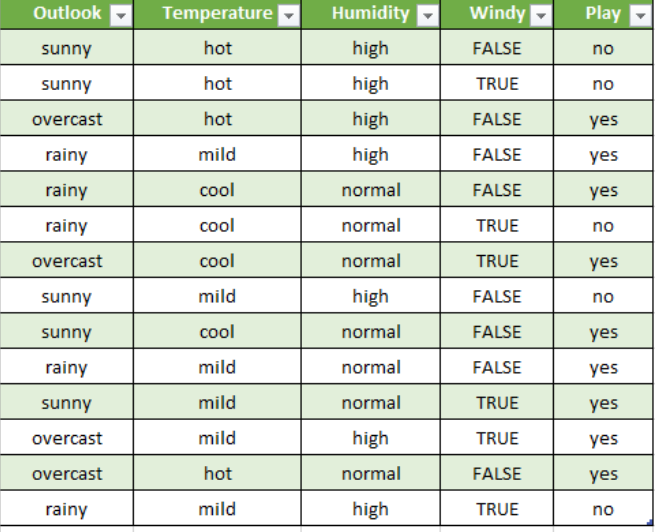 Outlook Temperature Humidity Windy Play
sunny hot high FALSE no
sunny hot high TRUE no
overcast hot high FALSE yes
rainy mild high FALSE yes
rainy cool normal FALSE yes
rainy cool normal TRUE no
overcast cool normal TRUE yes
sunny mild high FALSE no
sunny cool normal FALSE yes
rainy mild normal FALSE yes
sunny mild normal TRUE yes
overcast mild high TRUE yes
overcast hot normal FALSE yes
rainy mild high TRUE no